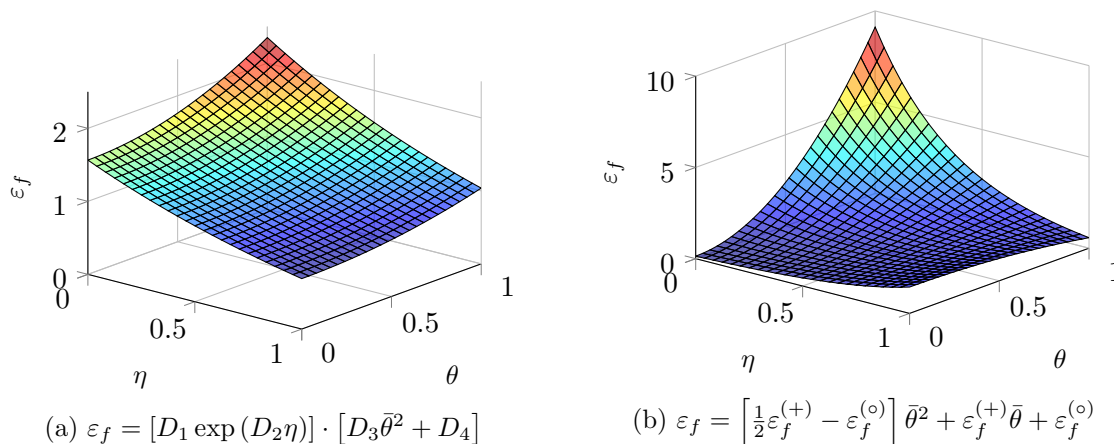 2
1
0
ε_f
0
0.5
1
η
0
0.5
1
θ
(a) ε_f = [D_1 exp (D_2η)] · [D_3θ̄^2 + D_4]
10
5
0
ε_f
0
0.5
1
η
0
0.5
1
θ
(b) ε_f = [½ε_f^(+) − ε_f^(∘)] θ̄^2 + ε_f^(+)θ̄ + ε_f^(∘)